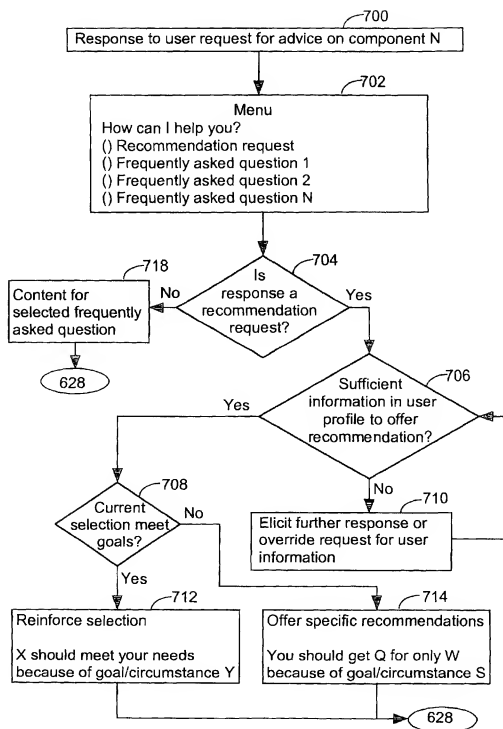 700
Response to user request for advice on component N
702
Menu
How can I help you?
() Recommendation request
() Frequently asked question 1
() Frequently asked question 2
() Frequently asked question N
704
Is
response a
recommendation
request?
No
Yes
718
Content for
selected frequently
asked question
628
706
Sufficient
information in user
profile to offer
recommendation?
Yes
No
708
Current
selection meet
goals?
No
Yes
710
Elicit further response or
override request for user
information
712
Reinforce selection
X should meet your needs
because of goal/circumstance Y
714
Offer specific recommendations
You should get Q for only W
because of goal/circumstance S
628